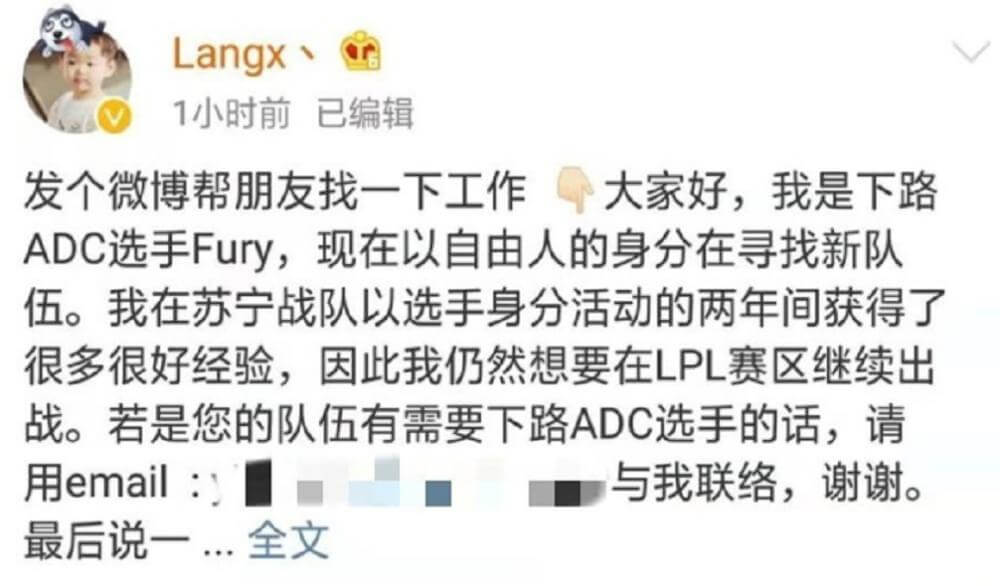 Langx丶
1小时前 已编辑
发个微博帮朋友找一下工作 👇🏻大家好，我是下路
ADC选手Fury，现在以自由人的身分在寻找新队
伍。我在苏宁战队以选手身分活动的两年间获得了
很多很好经验，因此我仍然想要在LPL赛区继续出
战。若是您的队伍有需要下路ADC选手的话，请
用email：与我联络，谢谢。
最后说一 ... 全文